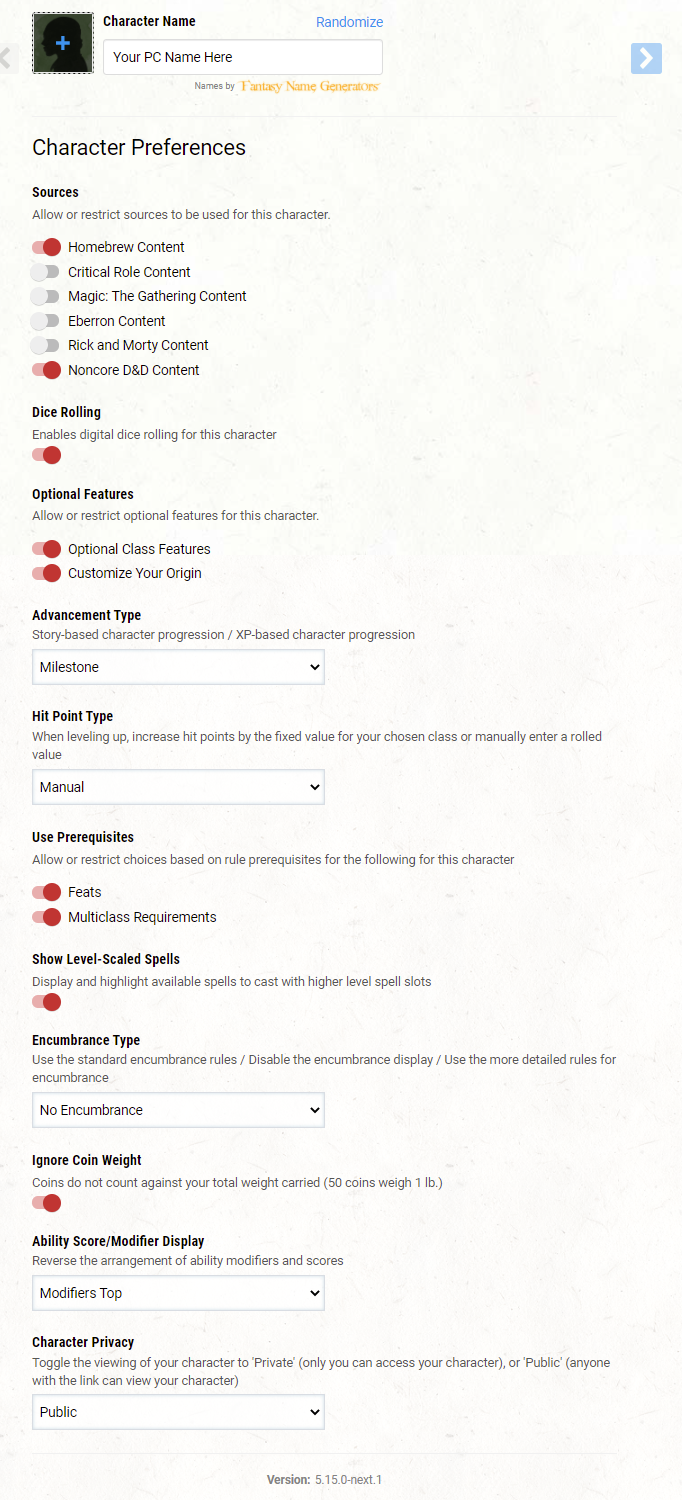 Character Name
Randomize
Your PC Name Here
Names by Fantasy Name Generators
Character Preferences
Sources
Allow or restrict sources to be used for this character.
Homebrew Content
Critical Role Content
Magic: The Gathering Content
Eberron Content
Rick and Morty Content
Noncore D&D Content
Dice Rolling
Enables digital dice rolling for this character
Optional Features
Allow or restrict optional features for this character.
Optional Class Features
Customize Your Origin
Advancement Type
Story-based character progression / XP-based character progression
Milestone
Hit Point Type
When leveling up, increase hit points by the fixed value for your chosen class or manually enter a rolled
value
Manual
Use Prerequisites
Allow or restrict choices based on rule prerequisites for the following for this character
Feats
Multiclass Requirements
Show Level-Scaled Spells
Display and highlight available spells to cast with higher level spell slots
Encumbrance Type
Use the standard encumbrance rules / Disable the encumbrance display / Use the more detailed rules for
encumbrance
No Encumbrance
Ignore Coin Weight
Coins do not count against your total weight carried (50 coins weigh 1 lb.)
Ability Score/Modifier Display
Reverse the arrangement of ability modifiers and scores
Modifiers Top
Character Privacy
Toggle the viewing of your character to 'Private' (only you can access your character), or 'Public' (anyone
with the link can view your character)
Public
Version: 5.15.0-next.1